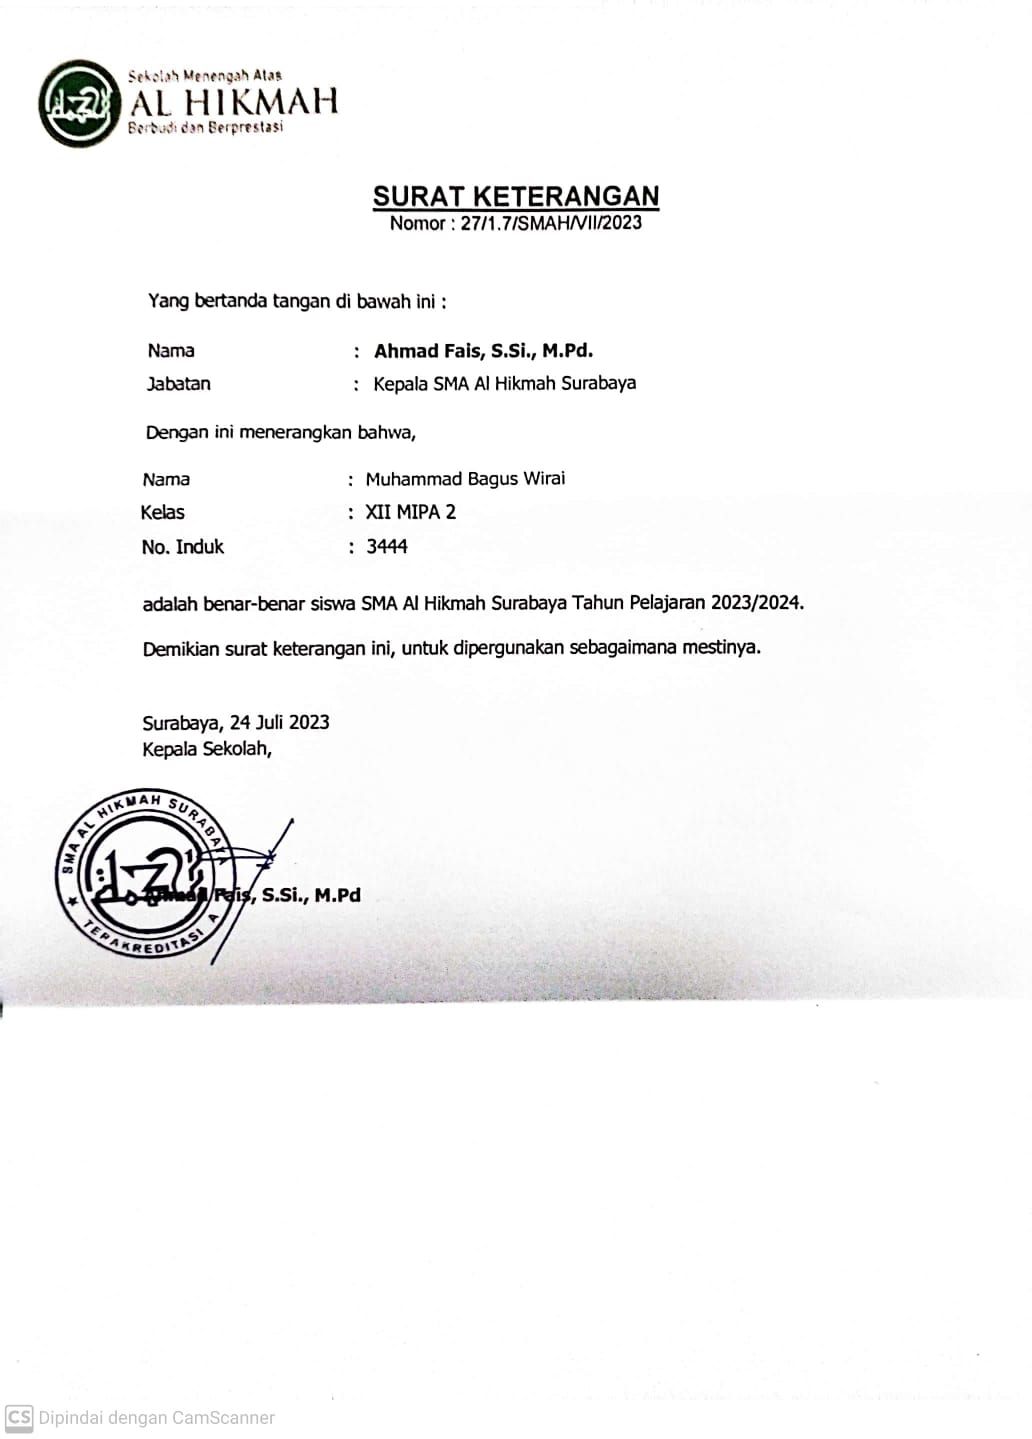 Sekolah Menengah Atas
AL HIKMAH
Berbudi dan Berprestasi
SURAT KETERANGAN
Nomor : 27/1.7/SMAH/VII/2023
Yang bertanda tangan di bawah ini :
Nama : Ahmad Fais, S.Si., M.Pd.
Jabatan : Kepala SMA Al Hikmah Surabaya
Dengan ini menerangkan bahwa,
Nama : Muhammad Bagus Wirai
Kelas : XII MIPA 2
No. Induk : 3444
adalah benar-benar siswa SMA Al Hikmah Surabaya Tahun Pelajaran 2023/2024.
Demikian surat keterangan ini, untuk dipergunakan sebagaimana mestinya.
Surabaya, 24 Juli 2023
Kepala Sekolah,
SMA AL HIKMAH SURABAYA
TERAKREDITASI A
Ahmad Fais, S.Si., M.Pd
CS Dipindai dengan CamScanner